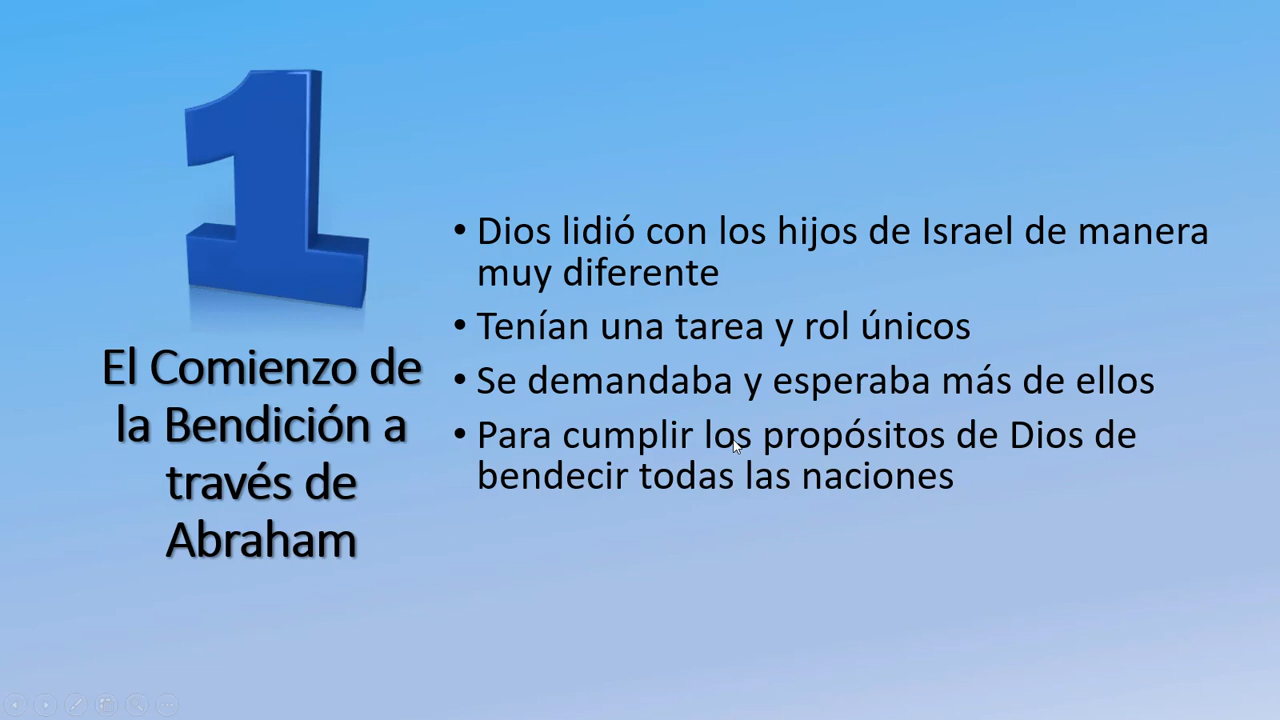 1
El Comienzo de
la Bendición a
través de
Abraham
• Dios lidió con los hijos de Israel de manera
muy diferente
• Tenían una tarea y rol únicos
• Se demandaba y esperaba más de ellos
• Para cumplir los propósitos de Dios de
bendecir todas las naciones